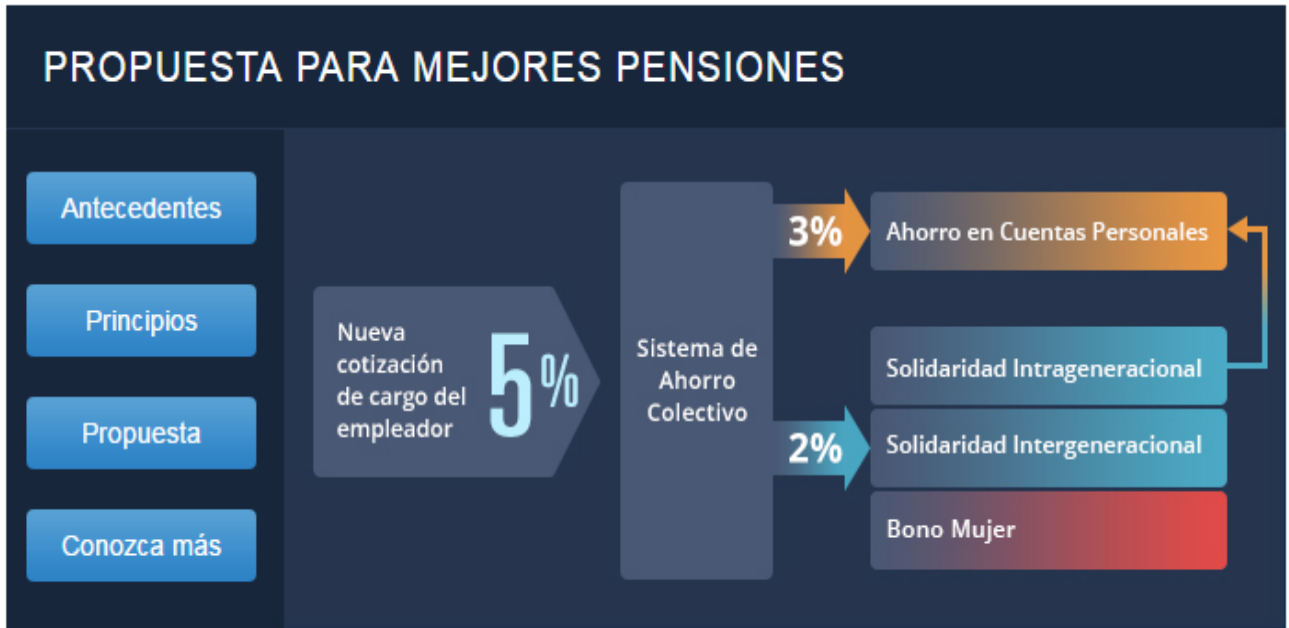 PROPUESTA PARA MEJORES PENSIONES
Antecedentes
Principios
Propuesta
Conozca más
Nueva
cotización
de cargo del
empleador
5%
Sistema de
Ahorro
Colectivo
3%
Ahorro en Cuentas Personales
2%
Solidaridad Intrageneracional
Solidaridad Intergeneracional
Bono Mujer